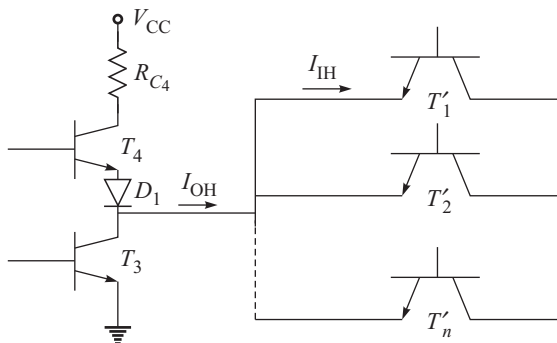 V_CC
R_C4
I_IH
T′_1
T_4
I_OH
D_1
T′_2
T_3
T′_n